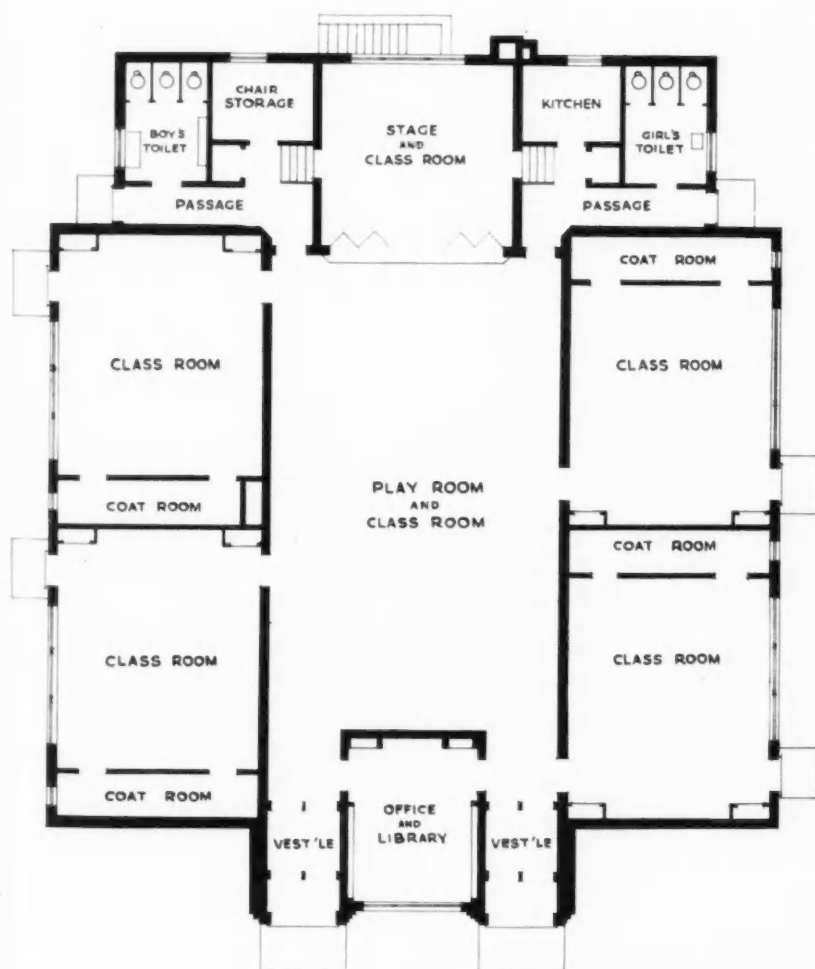 CHAIR
STORAGE
BOY'S
TOILET
STAGE
AND
CLASS ROOM
KITCHEN
GIRL'S
TOILET
PASSAGE
PASSAGE
COAT ROOM
CLASS ROOM
CLASS ROOM
COAT ROOM
PLAY ROOM
AND
CLASS ROOM
COAT ROOM
CLASS ROOM
CLASS ROOM
COAT ROOM
OFFICE
AND
LIBRARY
VEST'LE
VEST'LE